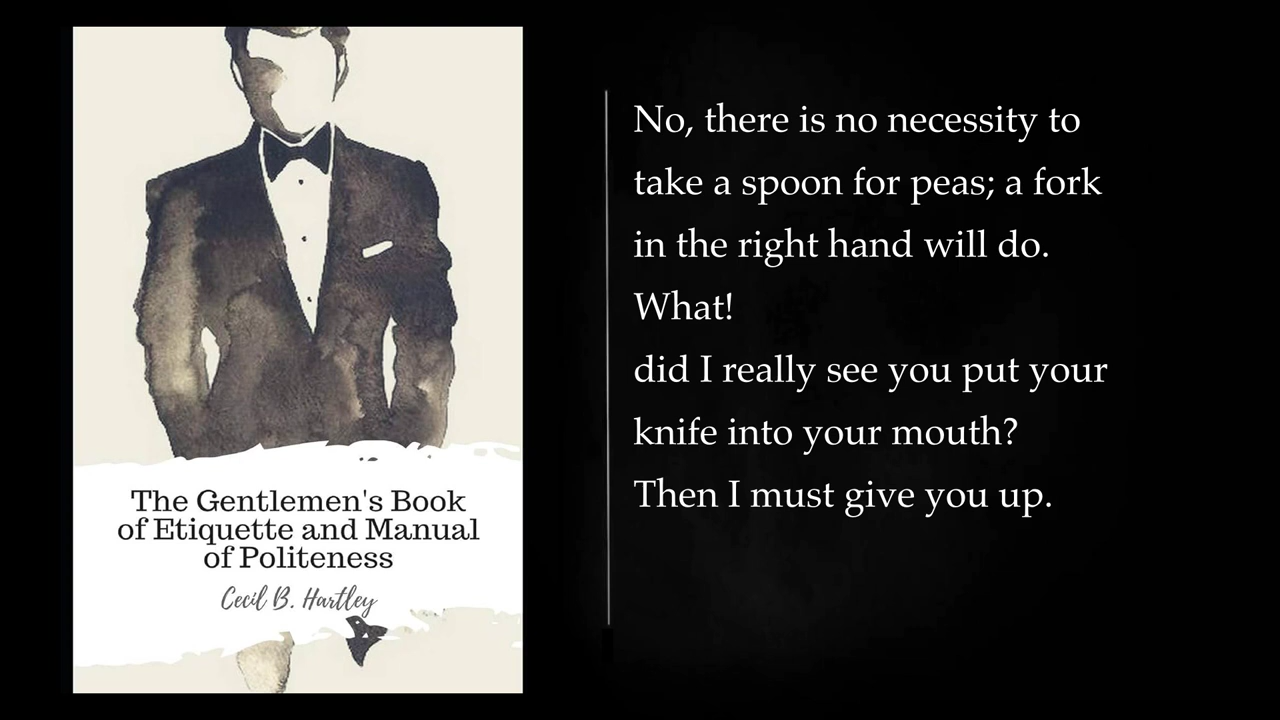 The Gentlemen's Book
of Etiquette and Manual
of Politeness
Cecil B. Hartley
No, there is no necessity to
take a spoon for peas; a fork
in the right hand will do.
What!
did I really see you put your
knife into your mouth?
Then I must give you up.